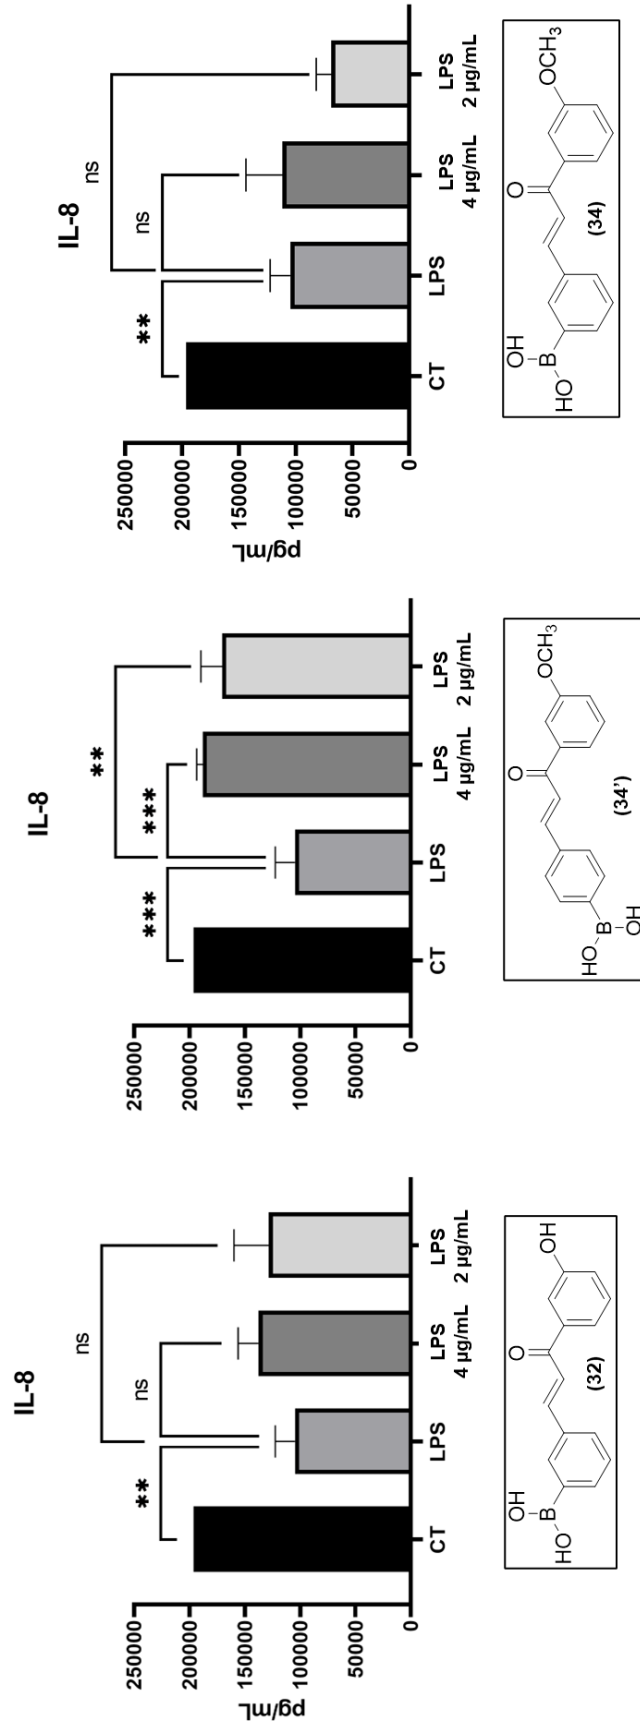 IL-8
pg/mL
250000
200000
150000
100000
50000
0
**
ns
ns
CT
LPS
LPS
4 µg/mL
LPS
2 µg/mL
OH
B
HO
O
OH
(32)
IL-8
250000
200000
150000
100000
50000
0
***
***
**
CT
LPS
LPS
4 µg/mL
LPS
2 µg/mL
HO
B
OH
O
OCH3
(34')
IL-8
pg/mL
250000
200000
150000
100000
50000
0
**
ns
ns
CT
LPS
LPS
4 µg/mL
LPS
2 µg/mL
OH
B
HO
O
OCH3
(34)